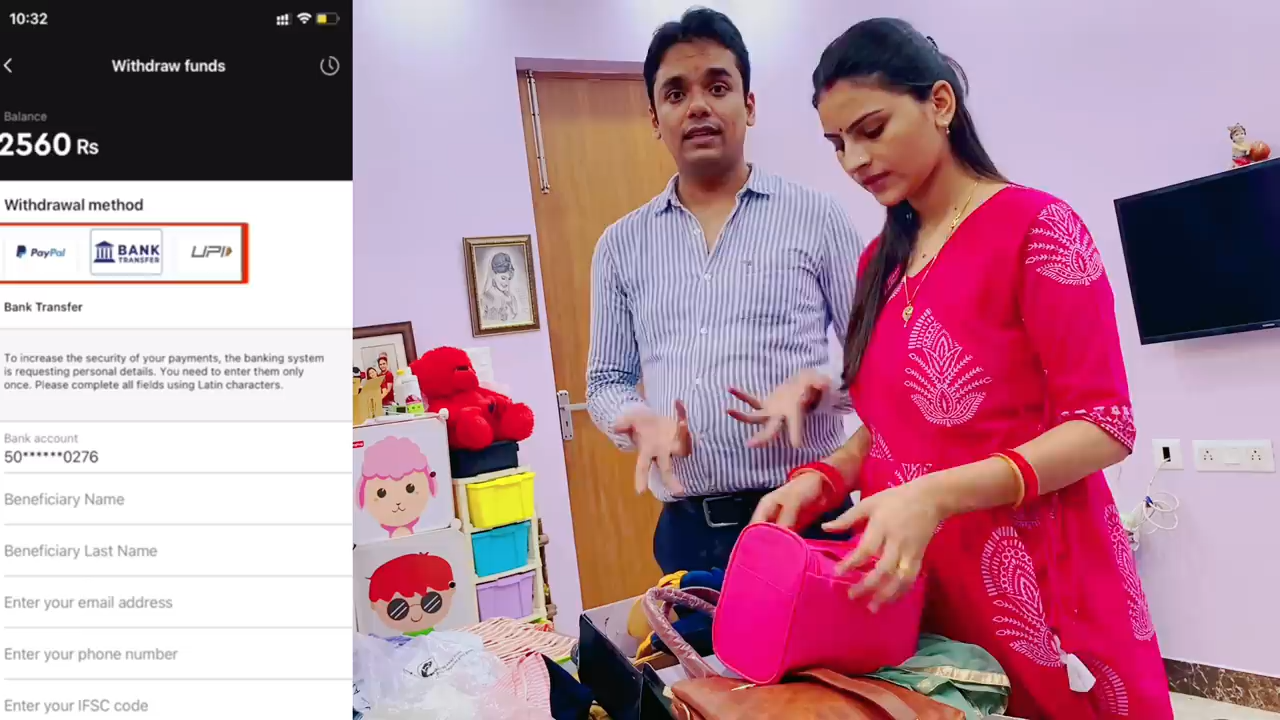 10:32
Withdraw funds
Balance
2560 Rs
Withdrawal method
PayPal
BANK
TRANSFER
UPI
Bank Transfer
To increase the security of your payments, the banking system
is requesting personal details. You need to enter them only
once. Please complete all fields using Latin characters.
Bank account
50******0276
Beneficiary Name
Beneficiary Last Name
Enter your email address
Enter your phone number
Enter your IFSC code